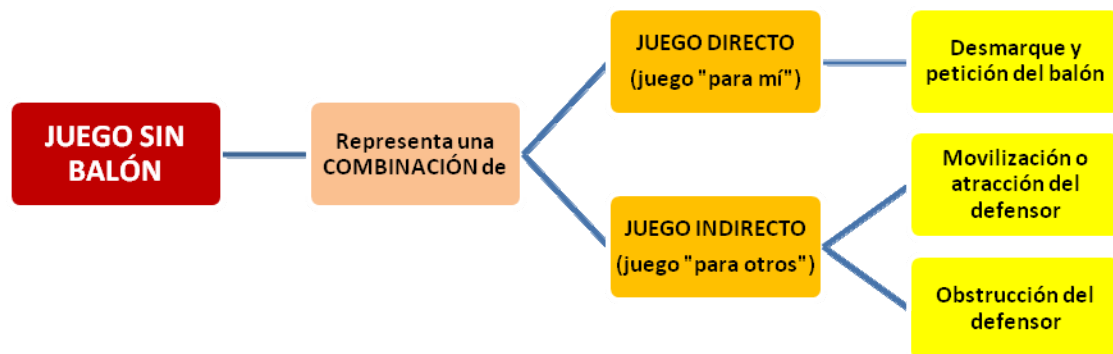 JUEGO SIN
BALÓN
Representa una
COMBINACIÓN de
JUEGO DIRECTO
(juego "para mí")
Desmarque y
petición del balón
JUEGO INDIRECTO
(juego "para otros")
Movilización o
atracción del
defensor
Obstrucción del
defensor